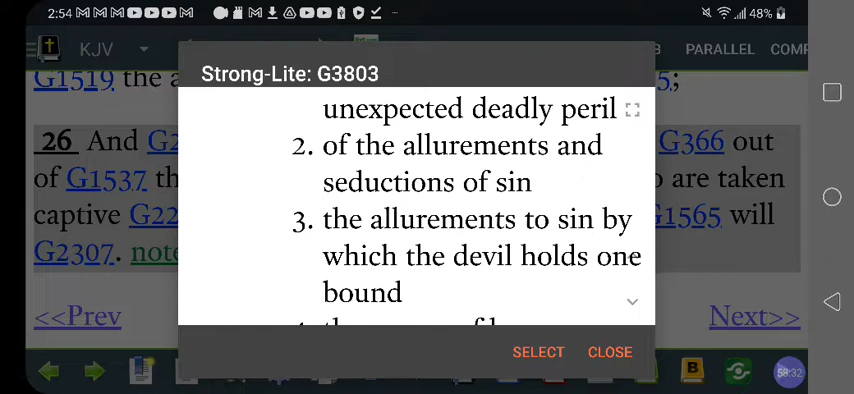 2:54 48%
KJV PARALLEL
Strong-Lite: G3803
G1519 the
unexpected deadly peril
2. of the allurements and
seductions of sin
3. the allurements to sin by
which the devil holds one
bound
26 And G366 out
of G1537 are taken
captive G1565 will
G2307.
<<Prev Next>>
SELECT CLOSE
58:32